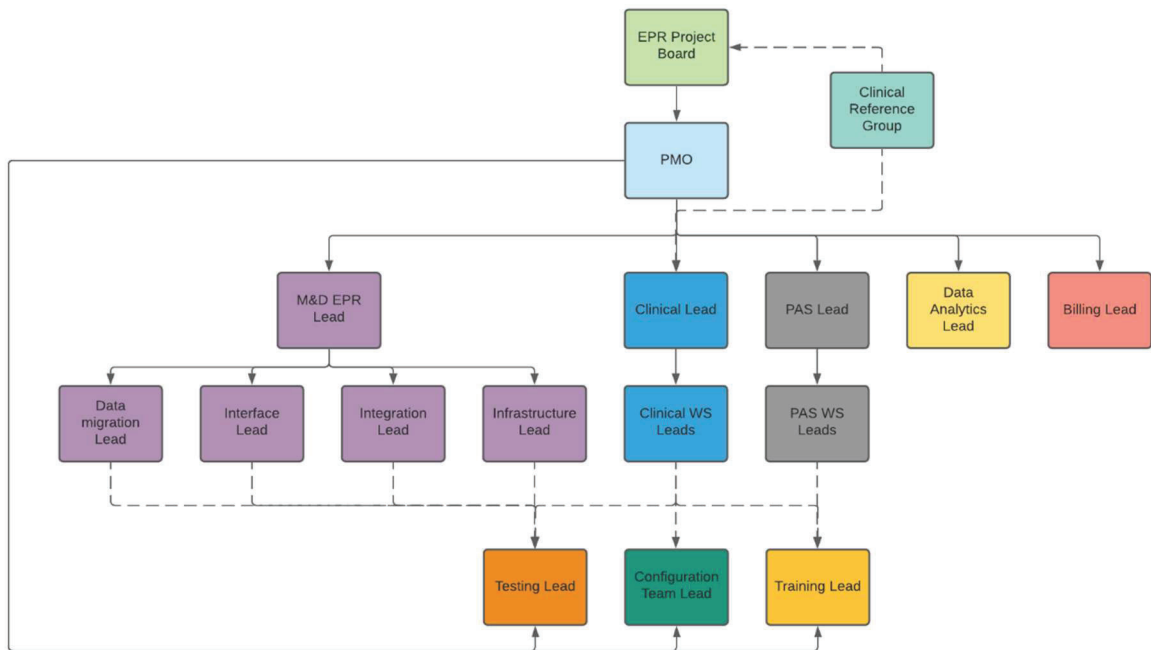 EPR Project
Board
Clinical
Reference
Group
PMO
M&D EPR
Lead
Clinical Lead
PAS Lead
Data
Analytics
Lead
Billing Lead
Data
migration
Lead
Interface
Lead
Integration
Lead
Infrastructure
Lead
Clinical WS
Leads
PAS WS
Leads
Testing Lead
Configuration
Team Lead
Training Lead